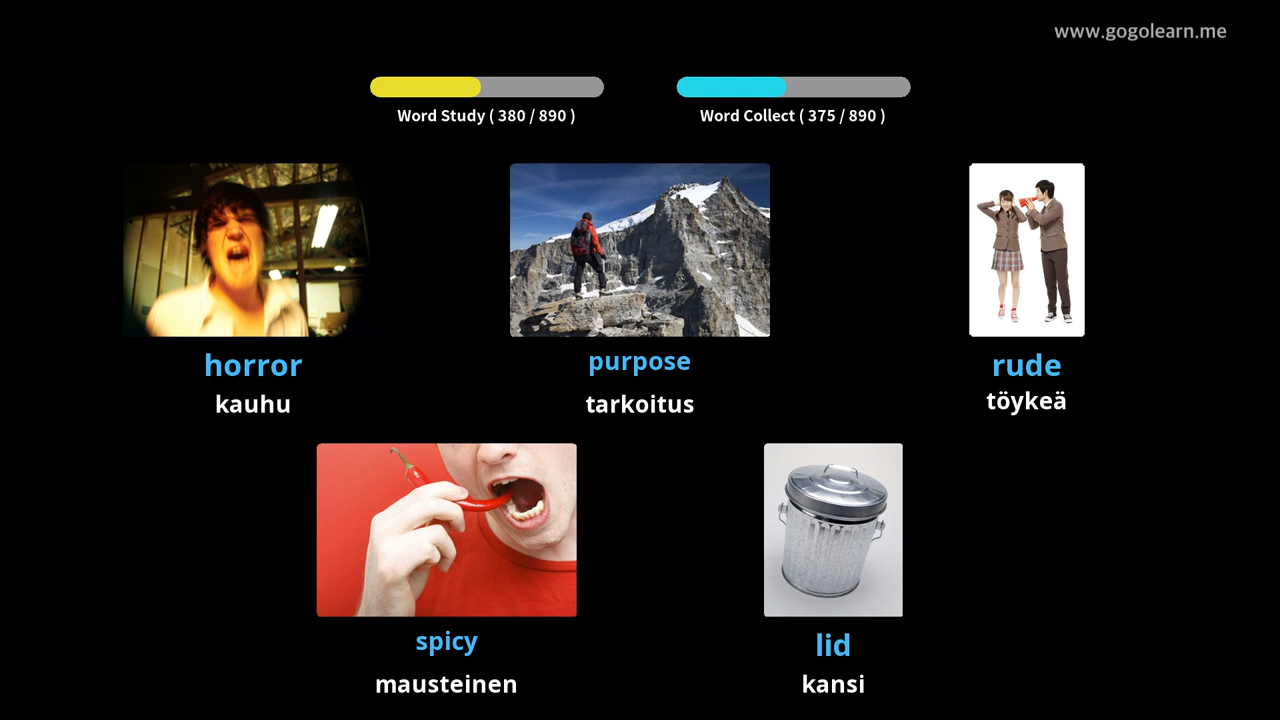 www.gogolearn.me
Word Study ( 380 / 890 )
Word Collect ( 375 / 890 )
horror
kauhu
purpose
tarkoitus
rude
töykeä
spicy
mausteinen
lid
kansi